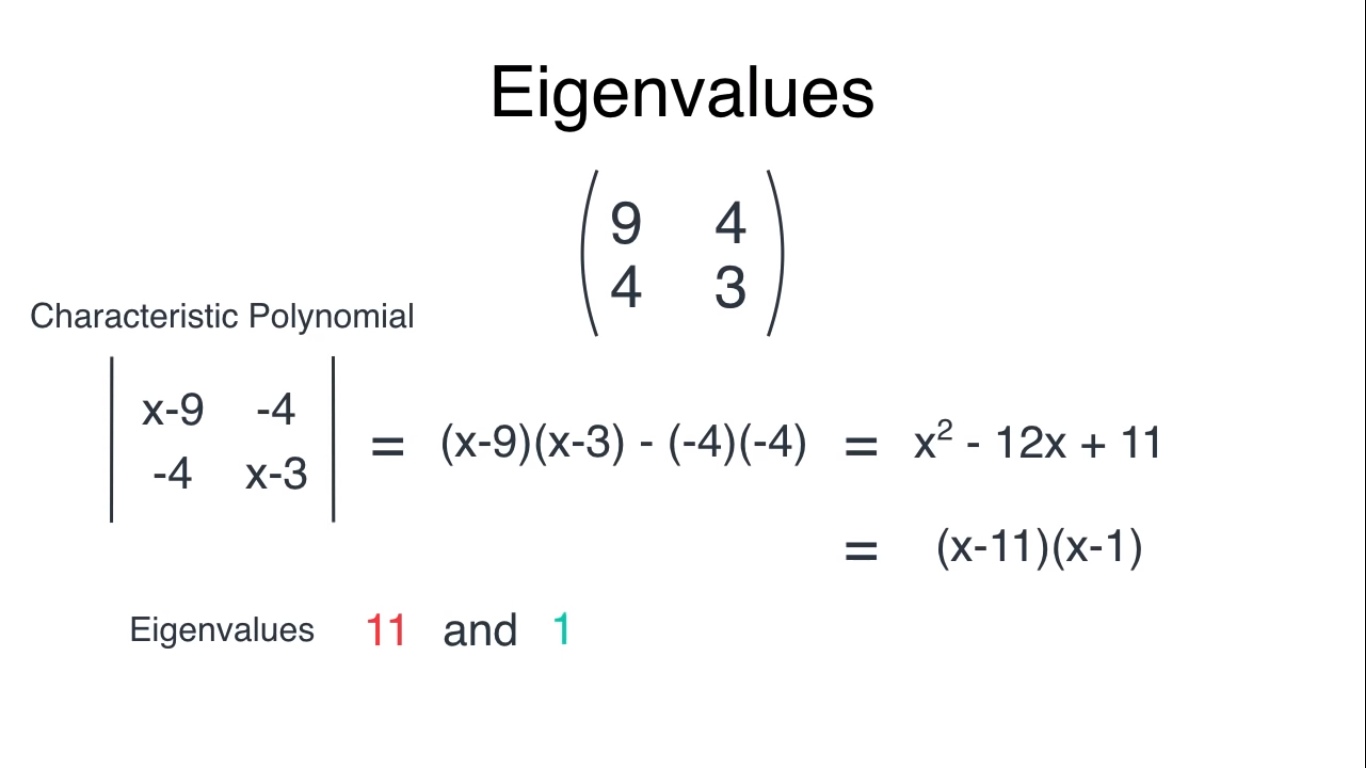 Eigenvalues
9 4
4 3
Characteristic Polynomial
x-9 -4
-4 x-3
= (x-9)(x-3) - (-4)(-4) = x² - 12x + 11
= (x-11)(x-1)
Eigenvalues 11 and 1